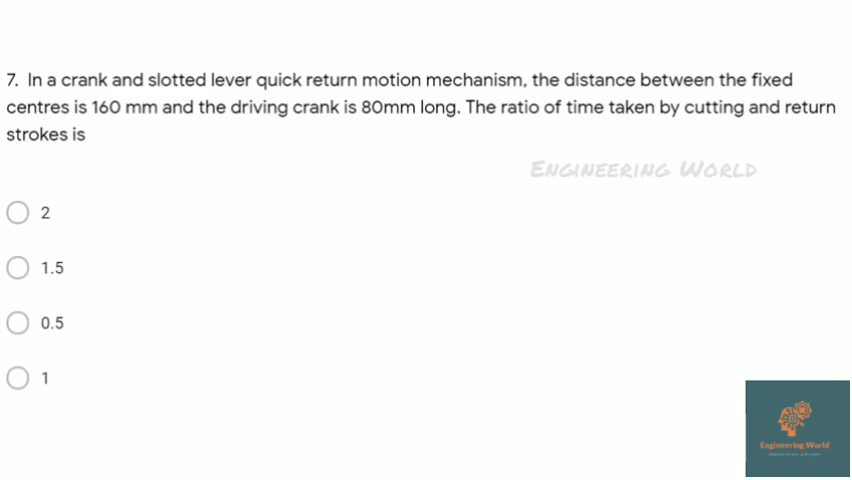 7. In a crank and slotted lever quick return motion mechanism, the distance between the fixed
centres is 160 mm and the driving crank is 80mm long. The ratio of time taken by cutting and return
strokes is
ENGINEERING WORLD
2
1.5
0.5
1
Engineering World